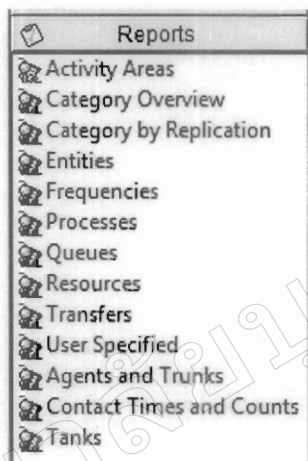 Reports
Activity Areas
Category Overview
Category by Replication
Entities
Frequencies
Processes
Queues
Resources
Transfers
User Specified
Agents and Trunks
Contact Times and Counts
Tanks